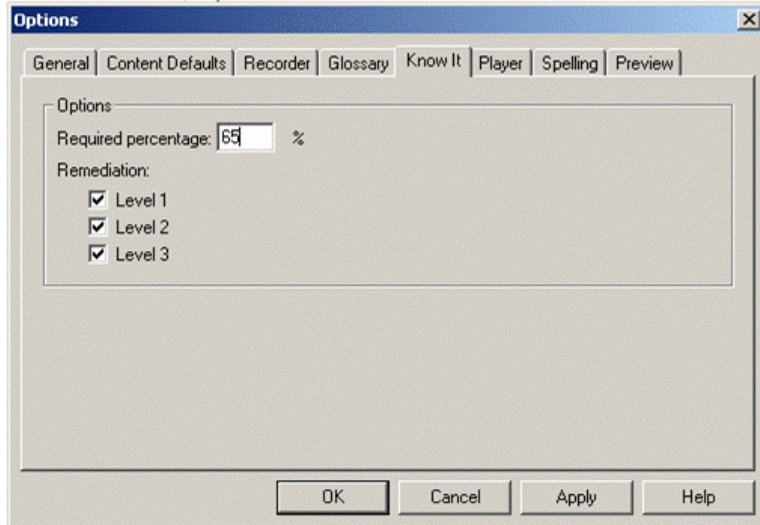 Options
General Content Defaults Recorder Glossary Know It Player Spelling Preview
Options
Required percentage: 65 %
Remediation:
Level 1
Level 2
Level 3
OK Cancel Apply Help